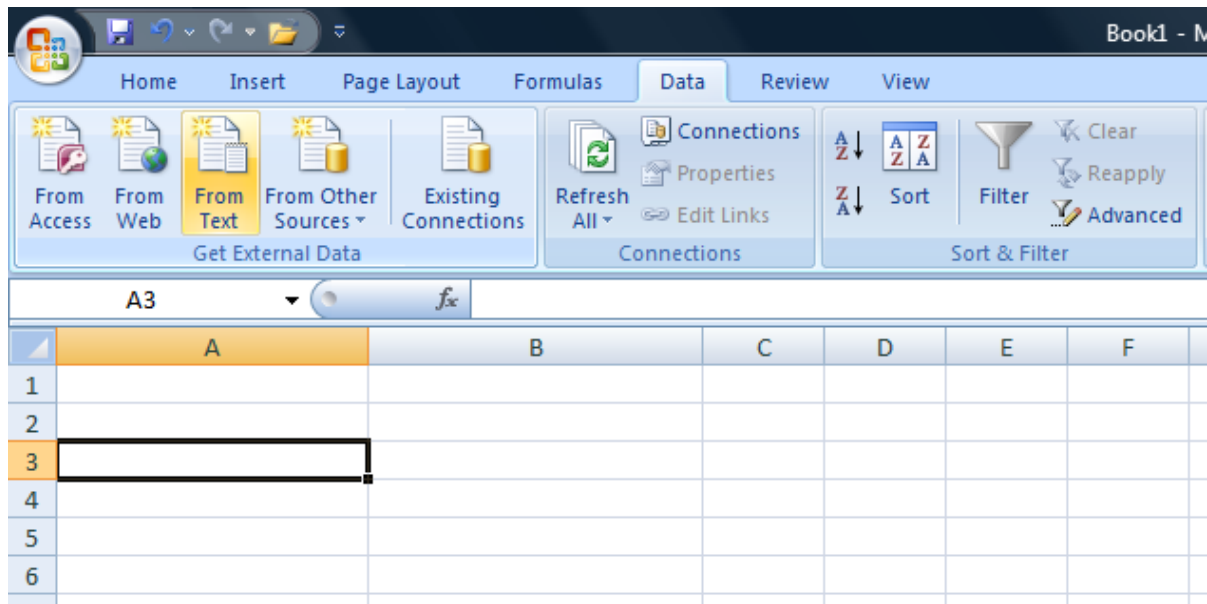 Book1 - M
Home Insert Page Layout Formulas Data Review View
From Access
From Web
From Text
From Other Sources
Existing Connections
Get External Data
Refresh All
Connections
Properties
Edit Links
Connections
A Z
Z A
A Z
Z A
Sort
Filter
Clear
Reapply
Advanced
Sort & Filter
A3 fx
A B C D E F
1
2
3
4
5
6